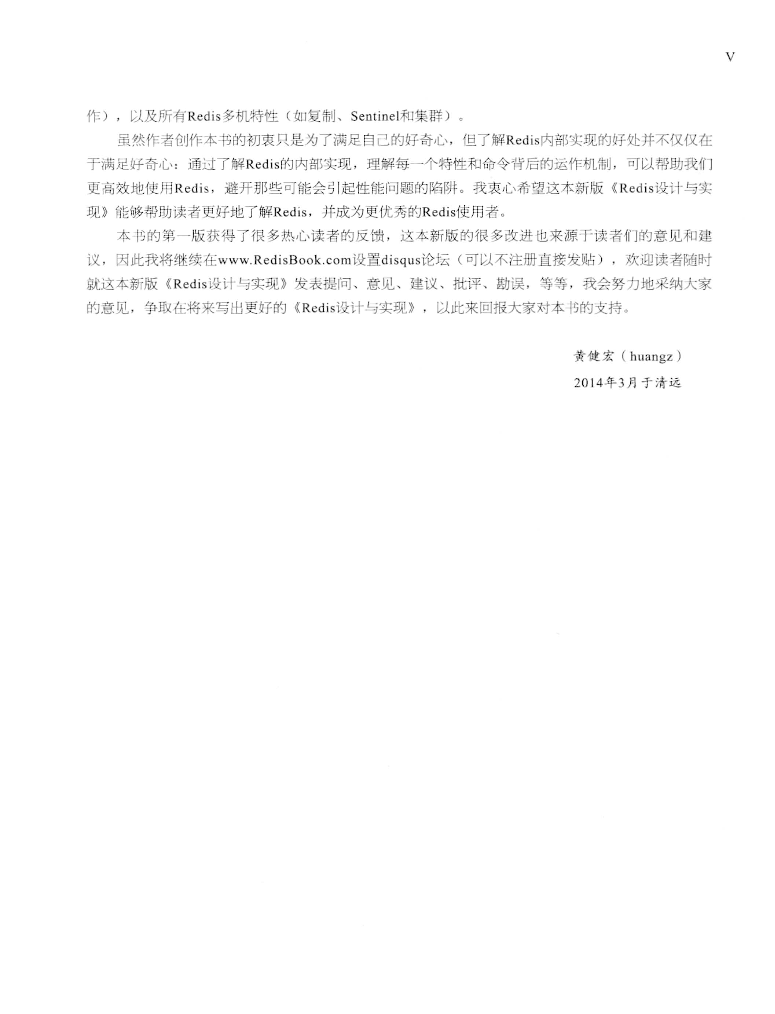 V
作），以及所有Redis多机特性（如复制、Sentinel和集群）。
虽然作者创作本书的初衷只是为了满足自己的好奇心，但了解Redis内部实现的好处并不仅仅在
于满足好奇心：通过了解Redis的内部实现，理解每一个特性和命令背后的运作机制，可以帮助我们
更高效地使用Redis，避开那些可能会引起性能问题的陷阱。我衷心希望这本新版《Redis设计与实
现》能够帮助读者更好地了解Redis，并成为更优秀的Redis使用者。
本书的第一版获得了很多热心读者的反馈，这本新版的很多改进也来源于读者们的意见和建
议，因此我将继续在www.RedisBook.com设置disqus论坛（可以不注册直接发贴），欢迎读者随时
就这本新版《Redis设计与实现》发表提问、意见、建议、批评、勘误，等等，我会努力地采纳大家
的意见，争取在将来写出更好的《Redis设计与实现》，以此来回报大家对本书的支持。
黄健宏（huangz）
2014年3月于清远